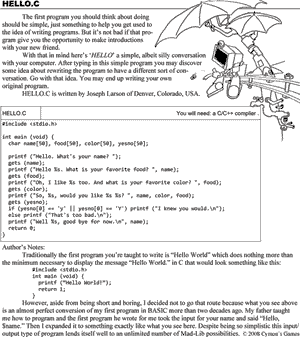 HELLO.C
The first program you should think about doing
should be simple, just something to help you get used to
the idea of writing programs. But it's not bad if that pro-
gram give you the opportunity to make introductions
with your new friend.
With that in mind here's 'HELLO' a simple, albeit silly conversation
with your computer. After typing in this simple program you may discover
some idea about rewriting the program to have a different sort of con-
versation. Go with that idea. You may end up writing your own
original program.
HELLO.C is written by Joseph Larson of Denver, Colorado, USA.
HELLO.C You will need: a C/C++ compiler .
#include <stdio.h>
int main (void) {
char name[50], food[50], color[50], yesno[50];
printf ("Hello. What's your name? ");
gets (name);
printf ("Hello %s. What is your favorite food? ", name);
gets (food);
printf ("Oh, I like %s too. And what is your favorite color? ", food);
gets (color);
printf ("So, %s, would you like %s %s? ", name, color, food);
gets (yesno);
if (yesno[0] == 'y' || yesno[0] == 'Y') printf ("I knew you would.\n");
else printf ("That's too bad.\n");
printf ("Well %s, good bye for now.\n", name);
return 0;
}
Author's Notes:
Traditionally the first program you're taught to write is "Hello World" which does nothing more than
the minimum necessary to display the message "Hello World." in C that would look something like this:
#include <stdio.h>
int main (void) {
printf ("Hello World!");
return 1;
}
However, aside from being short and boring, I decided not to go that route because what you see above
is an almost perfect conversion of my first program in BASIC more than two decades ago. My father taught
me how to program and the first program he wrote for me took the input for your name and said "Hello,
$name." Then I expanded it to something exactly like what you see here. Despite being so simplistic this input/
output type of program lends itself well to an unlimited number of Mad-Lib possibilities. © 2008 Cymon's Games